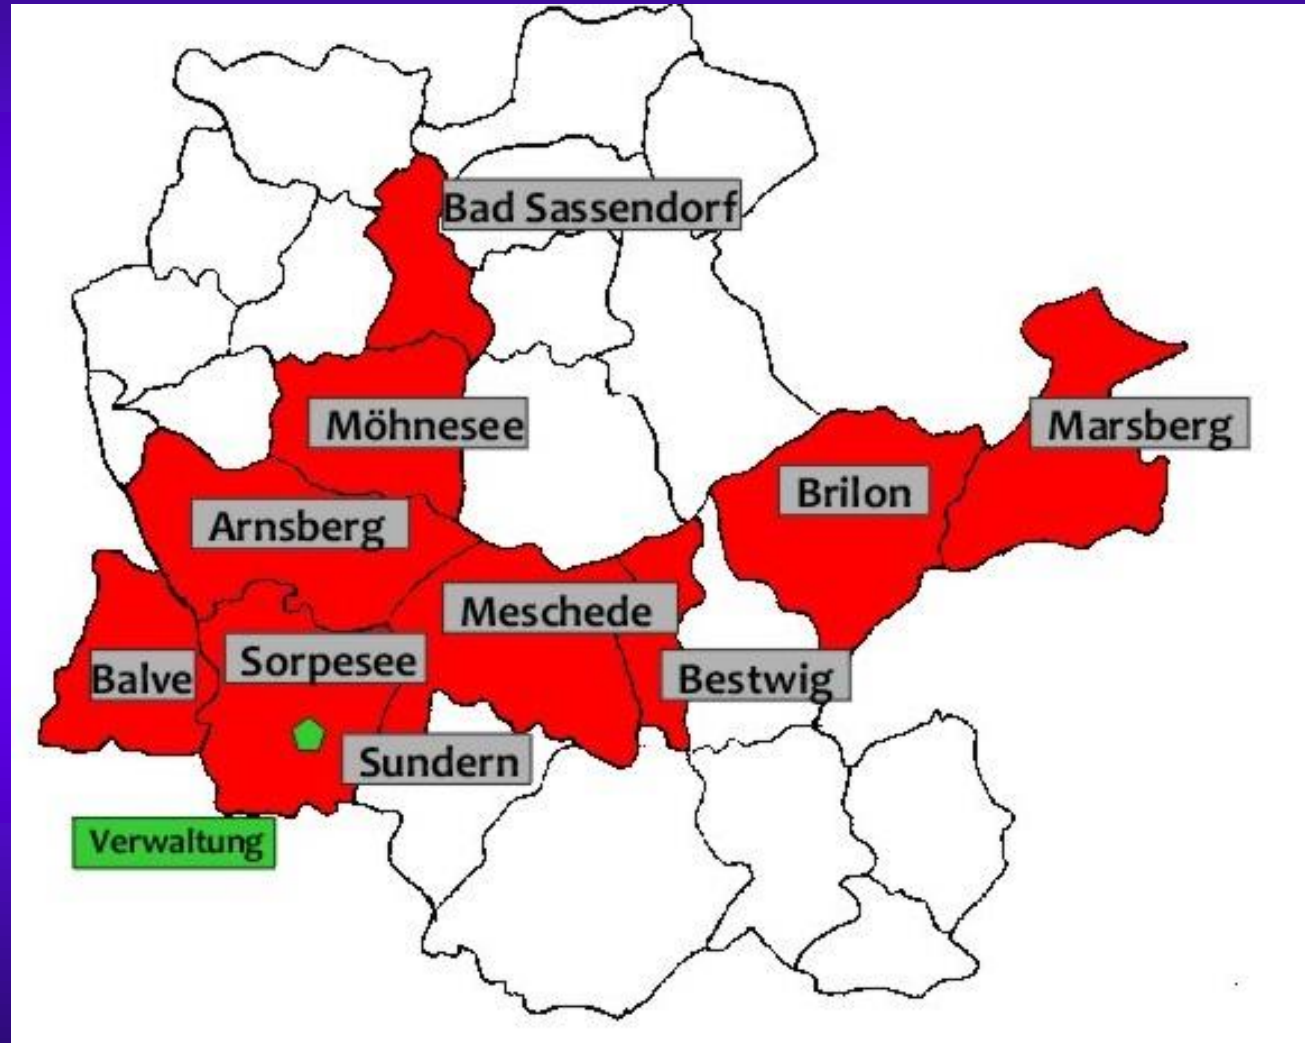 Bad Sassendorf
Möhnesee
Marsberg
Brilon
Arnsberg
Meschede
Sorpesee
Balve
Bestwig
Sundern
Verwaltung